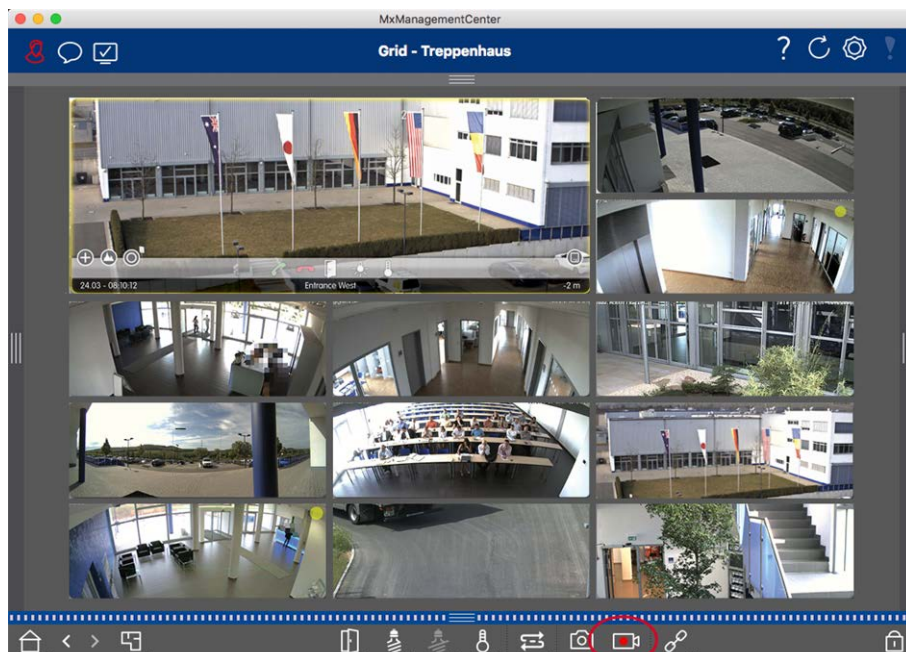 MxManagementCenter
Grid - Treppenhaus
?
24.03 - 08:10:12 Entrance West -2 m